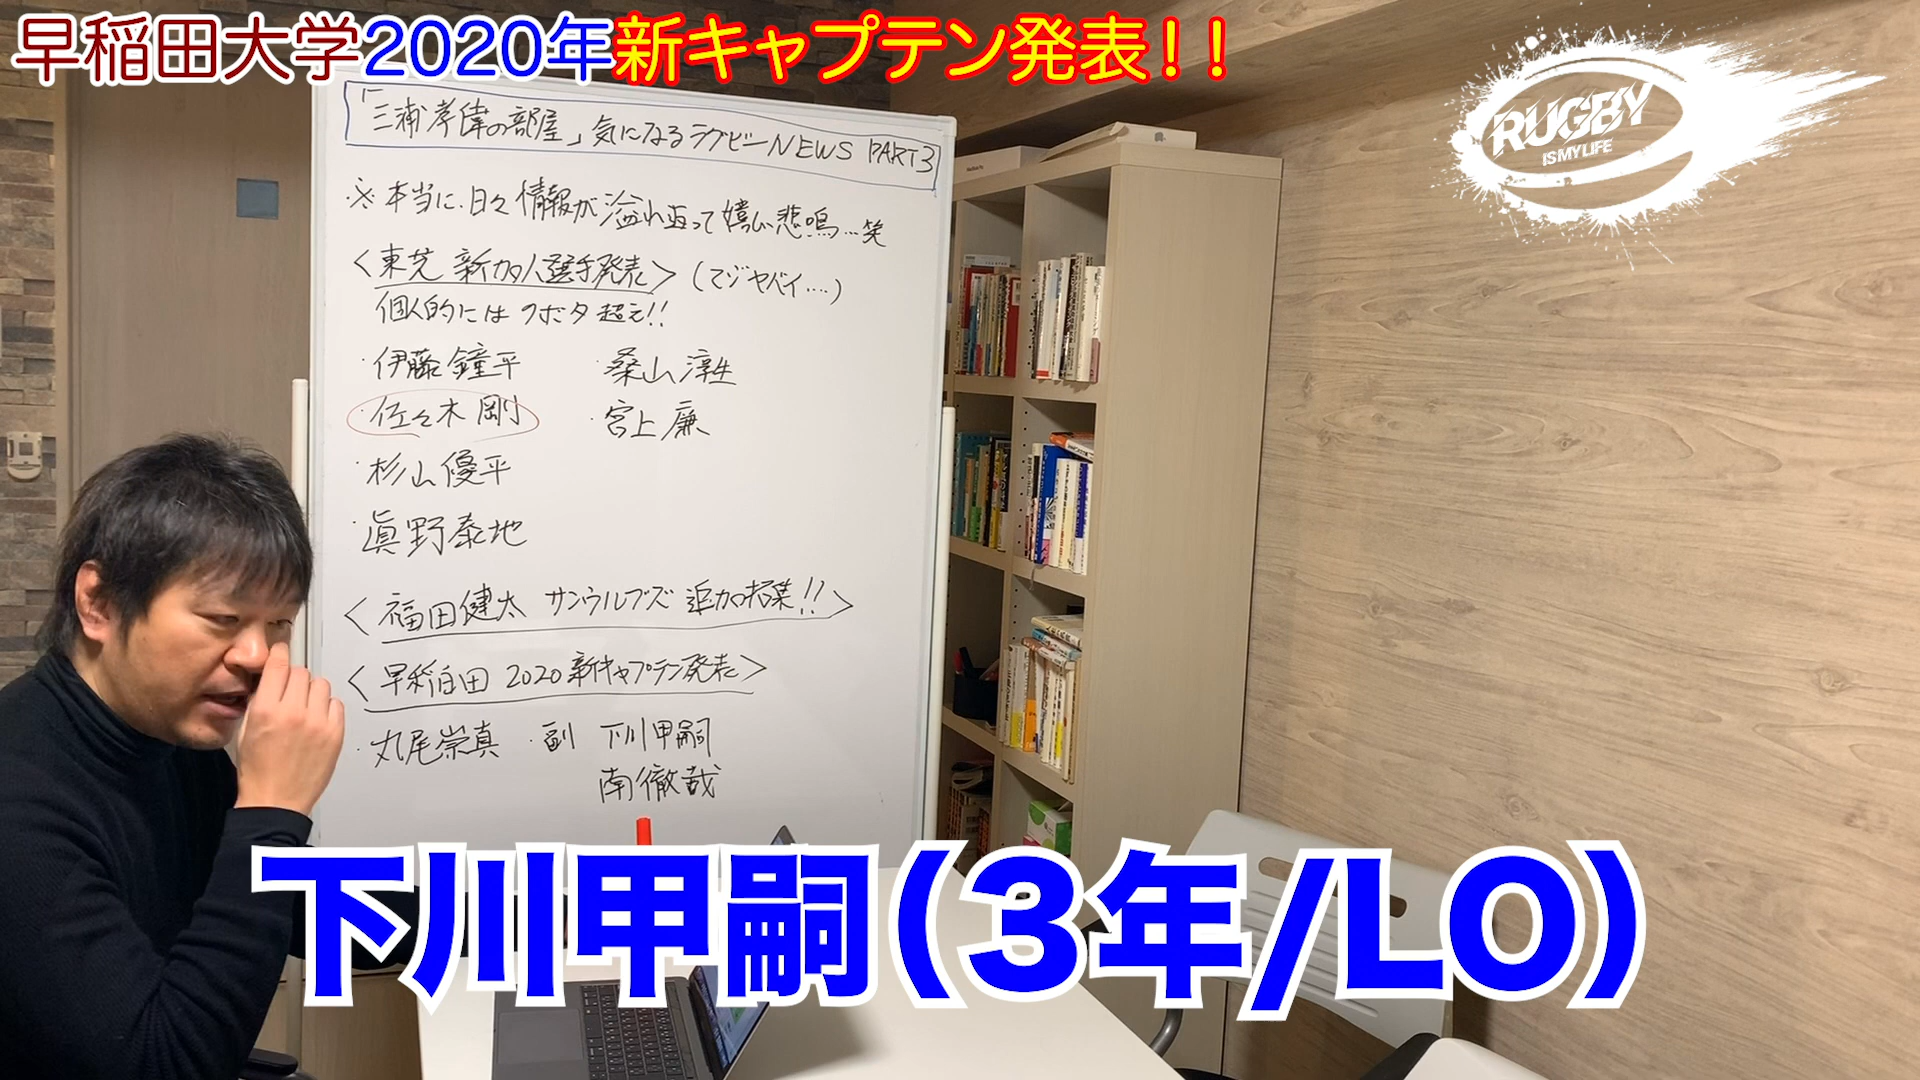 早稲田大学2020年新キャプテン発表!!
RUGBY
IS MY LIFE
「三浦孝偉の部屋」気になるラグビーNEWS PART3
※本当に、日々情報が溢れ返って嬉しい悲鳴…笑
<東芝 新加入選手発表>(マジヤバイ....)
個人的にはクボタ超え!!
・伊藤鐘平 ・桑山淳生
・佐々木剛 ・宮上廉
・杉山優平
・眞野泰地
<福田健太 サンウルブズ 追加招集!!>
<早稲田 2020新キャプテン発表>
・丸尾崇真 ・副 下川甲嗣
南徹哉
下川甲嗣(3年/LO)